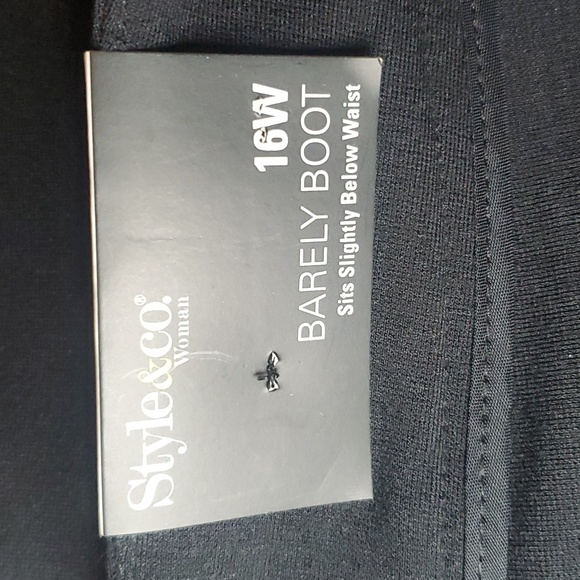 Style&co.®
Woman
16W
BARELY BOOT
Sits Slightly Below Waist